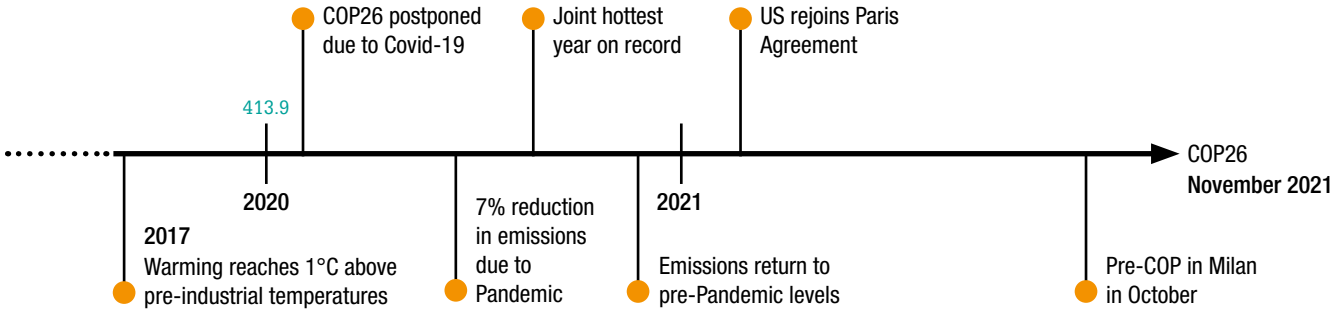 COP26 postponed
due to Covid-19
Joint hottest
year on record
US rejoins Paris
Agreement
413.9
COP26
November 2021
2020
2021
2017
Warming reaches 1°C above
pre-industrial temperatures
7% reduction
in emissions
due to
Pandemic
Emissions return to
pre-Pandemic levels
Pre-COP in Milan
in October